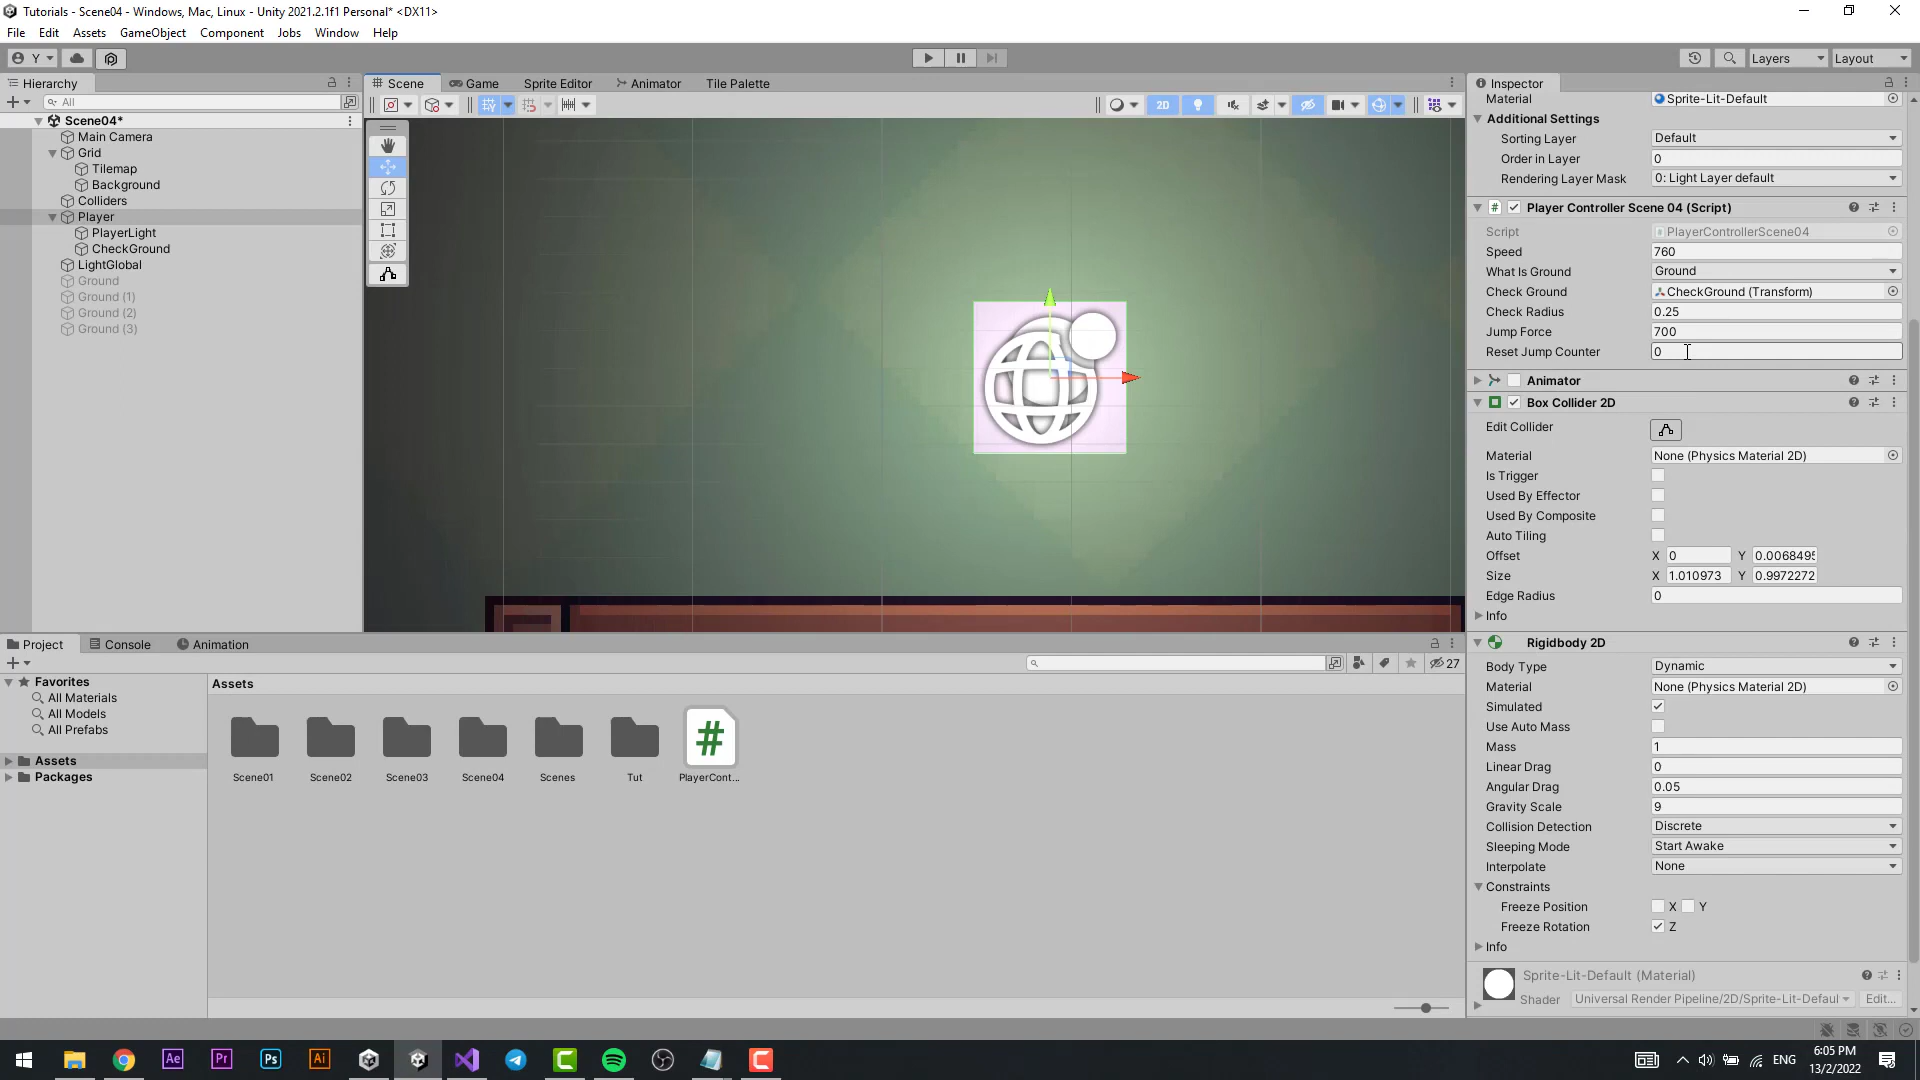 Tutorials - Scene04 - Windows, Mac, Linux - Unity 2021.2.1f1 Personal* <DX11>
File Edit Assets GameObject Component Jobs Window Help
Y
Layers
Layout
Hierarchy
All
Scene04*
Main Camera
Grid
Tilemap
Background
Colliders
Player
PlayerLight
CheckGround
LightGlobal
Ground
Ground (1)
Ground (2)
Ground (3)
Scene Game Sprite Editor Animator Tile Palette
2D
Inspector
Material Sprite-Lit-Default
Additional Settings
Sorting Layer Default
Order in Layer 0
Rendering Layer Mask 0: Light Layer default
# Player Controller Scene 04 (Script)
Script PlayerControllerScene04
Speed 760
What Is Ground Ground
Check Ground CheckGround (Transform)
Check Radius 0.25
Jump Force 700
Reset Jump Counter 0
Animator
Box Collider 2D
Edit Collider
Material None (Physics Material 2D)
Is Trigger
Used By Effector
Used By Composite
Auto Tiling
Offset X 0 Y 0.0068495
Size X 1.010973 Y 0.9972272
Edge Radius 0
Info
Rigidbody 2D
Body Type Dynamic
Material None (Physics Material 2D)
Simulated
Use Auto Mass
Mass 1
Linear Drag 0
Angular Drag 0.05
Gravity Scale 9
Collision Detection Discrete
Sleeping Mode Start Awake
Interpolate None
Constraints
Freeze Position X Y
Freeze Rotation Z
Info
Sprite-Lit-Default (Material)
Shader Universal Render Pipeline/2D/Sprite-Lit-Defaul Edit...
Project Console Animation
27
Favorites
All Materials
All Models
All Prefabs
Assets
Packages
Assets
#
Scene01 Scene02 Scene03 Scene04 Scenes Tut PlayerCont...
Ae Pr Ps Ai
ENG
6:05 PM
13/2/2022